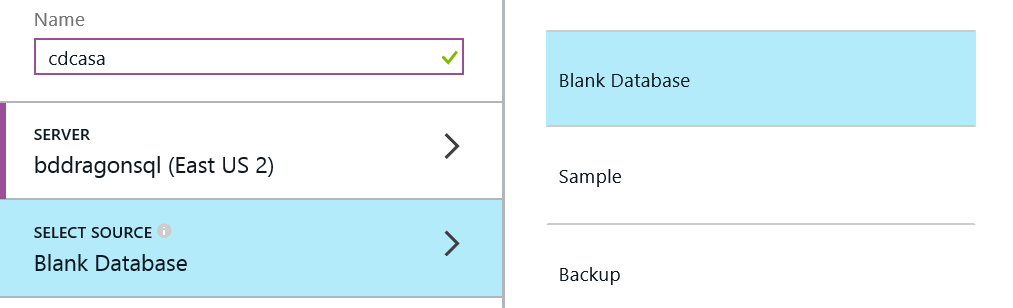 Name
cdcasa
SERVER
bddragonsql (East US 2)
SELECT SOURCE
Blank Database
Blank Database
Sample
Backup